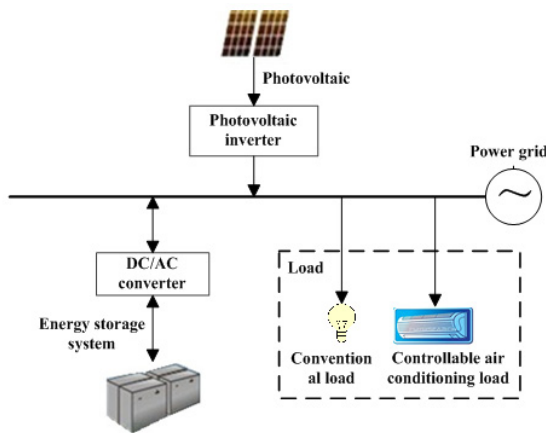 Photovoltaic
Photovoltaic
inverter
Power grid
DC/AC
converter
Load
Energy storage
system
Convention
al load
Controllable air
conditioning load